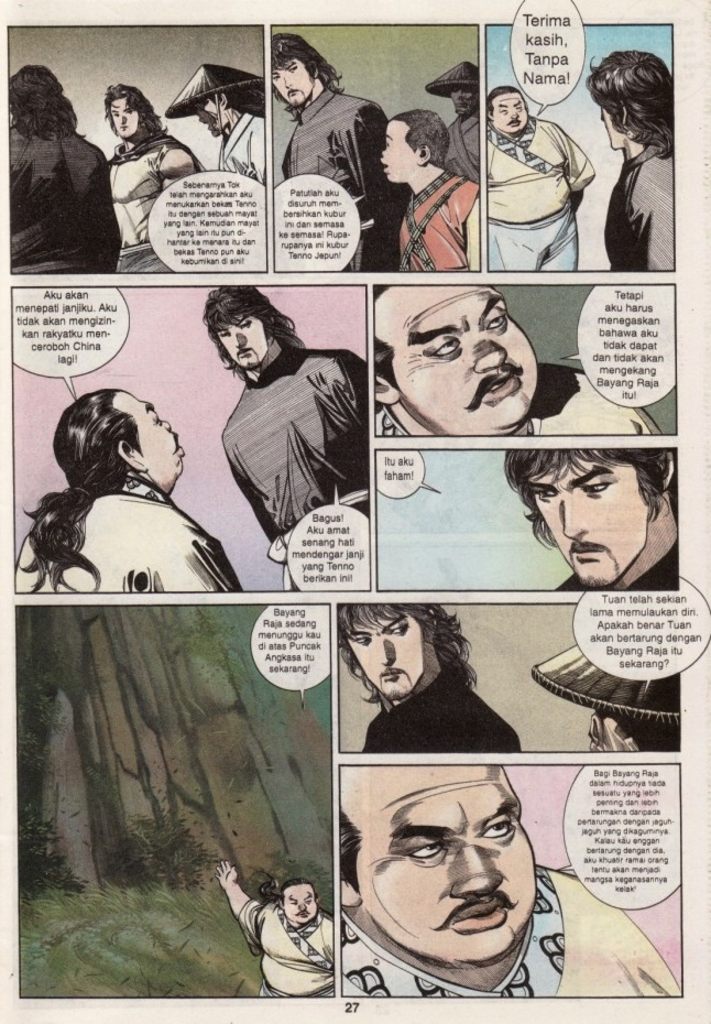 Sebenarnya Tok
telah mengarahkan aku
menukarkan bekas Tenno
itu dengan sebuah mayat
yang lain. Kemudian mayat
yang lain itu pun di-
hantar ke menara itu dan
bekas Tenno pun aku
kebumikan di sini!
Patutlah aku
disuruh mem-
bersihkan kubur
ini dari semasa
ke semasa! Rupa-
rupanya ini kubur
Tenno Jepun!
Terima
kasih,
Tanpa
Nama!
Aku akan
menepati janjiku. Aku
tidak akan mengizin-
kan rakyatku men-
ceroboh China
lagi!
Bagus!
Aku amat
senang hati
mendengar janji
yang Tenno
berikan ini!
Tetapi
aku harus
menegaskan
bahawa aku
tidak dapat
dan tidak akan
mengekang
Bayang Raja
itu!
Itu aku
faham!
Bayang
Raja sedang
menunggu kau
di atas Puncak
Angkasa itu
sekarang!
Tuan telah sekian
lama memulaukan diri.
Apakah benar Tuan
akan bertarung dengan
Bayang Raja itu
sekarang?
Bagi Bayang Raja
dalam hidupnya tiada
sesuatu yang lebih
penting dan lebih
bermakna daripada
pertarungan dengan jaguh-
jaguh yang dikaguminya.
Kalau kau enggan
bertarung dengan dia,
aku khuatir ramai orang
tentu akan menjadi
mangsa keganasannya
kelak!
27